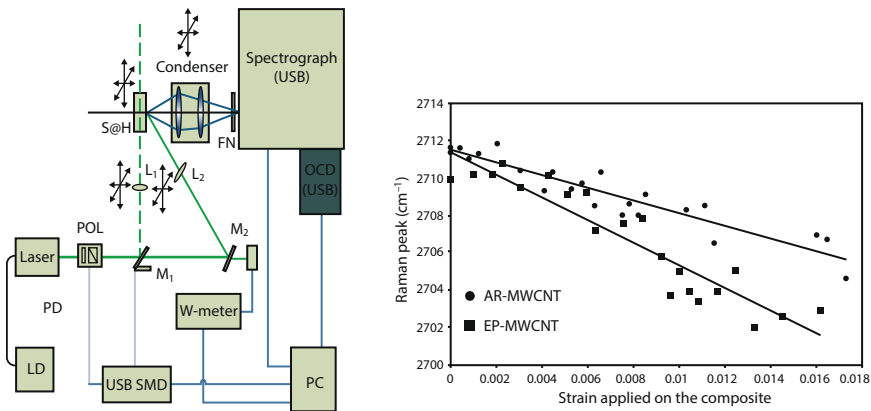 Condenser
Spectrograph
(USB)
S@H
FN
OCD
(USB)
L1
L2
POL
M2
Laser
M1
PD
W-meter
LD
USB SMD
PC
2714
2712
2710
2708
2706
2704
2702
2700
Raman peak (cm⁻¹)
AR-MWCNT
EP-MWCNT
0
0.002
0.004
0.006
0.008
0.01
0.012
0.014
0.016
0.018
Strain applied on the composite